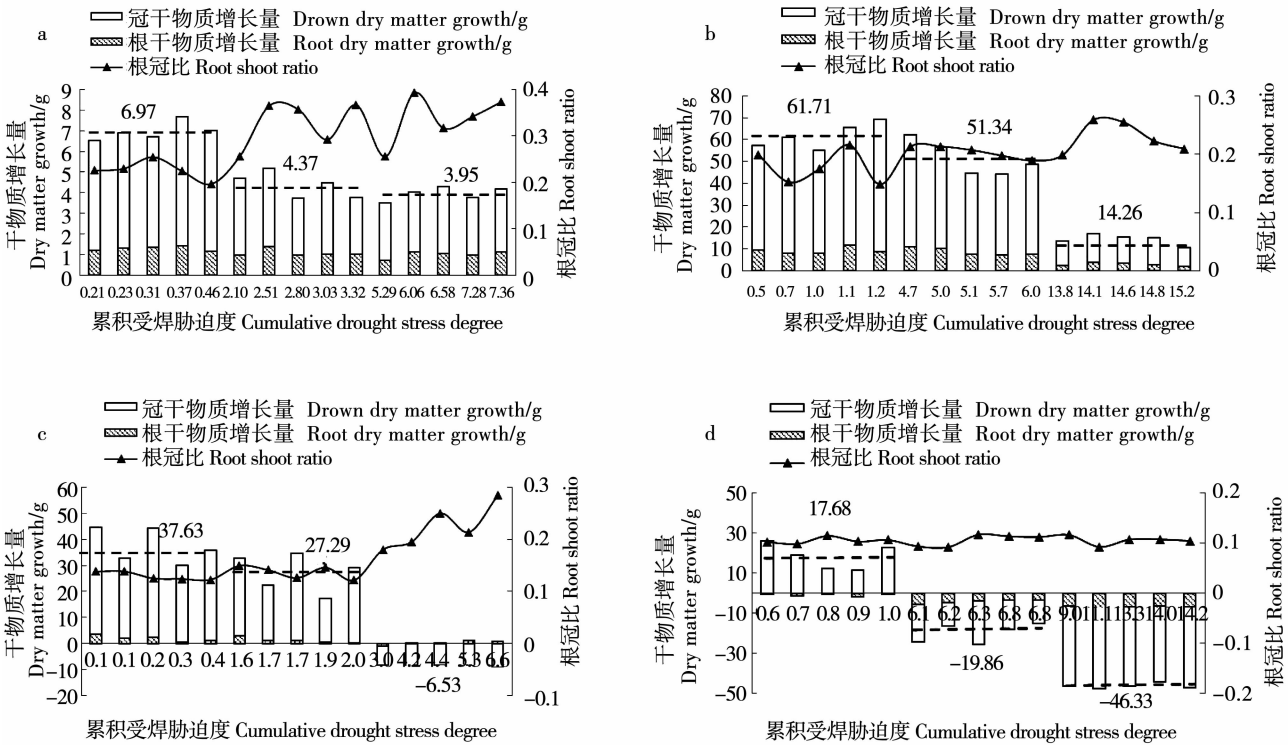 a
冠干物质增长量 Drown dry matter growth/g
根干物质增长量 Root dry matter growth/g
根冠比 Root shoot ratio
干物质增长量
Dry matter growth/g
9
8
7
6
5
4
3
2
1
0
6.97
4.37
3.95
0.4
0.3
0.2
0.1
0
根冠比 Root shoot ratio
0.21 0.23 0.31 0.37 0.46 2.10 2.51 2.80 3.03 3.32 5.29 6.06 6.58 7.28 7.36
累积受焊胁迫度 Cumulative drought stress degree
b
冠干物质增长量 Drown dry matter growth/g
根干物质增长量 Root dry matter growth/g
根冠比 Root shoot ratio
干物质增长量
Dry matter growth/g
80
70
60
50
40
30
20
10
0
61.71
51.34
14.26
0.3
0.2
0.1
0
根冠比 Root shoot ratio
0.5 0.7 1.0 1.1 1.2 4.7 5.0 5.1 5.7 6.0 13.8 14.1 14.6 14.8 15.2
累积受焊胁迫度 Cumulative drought stress degree
c
冠干物质增长量 Drown dry matter growth/g
根干物质增长量 Root dry matter growth/g
根冠比 Root shoot ratio
干物质增长量
Dry matter growth/g
60
50
40
30
20
10
0
−10
−20
37.63
27.29
−6.53
0.3
0.2
0.1
0
−0.1
根冠比 Root shoot ratio
0.1 0.1 0.2 0.3 0.4 1.6 1.7 1.7 1.9 2.0 3.0 4.2 4.4 5.3 6.6
累积受焊胁迫度 Cumulative drought stress degree
d
冠干物质增长量 Drown dry matter growth/g
根干物质增长量 Root dry matter growth/g
根冠比 Root shoot ratio
干物质增长量
Dry matter growth/g
50
30
10
−10
−30
−50
17.68
−19.86
−46.33
0.2
0.1
0
−0.1
−0.2
根冠比 Root shoot ratio
0.6 0.7 0.8 0.9 1.0 6.1 6.2 6.3 6.8 6.8 9.0 11.1 13.3 14.0 14.2
累积受焊胁迫度 Cumulative drought stress degree